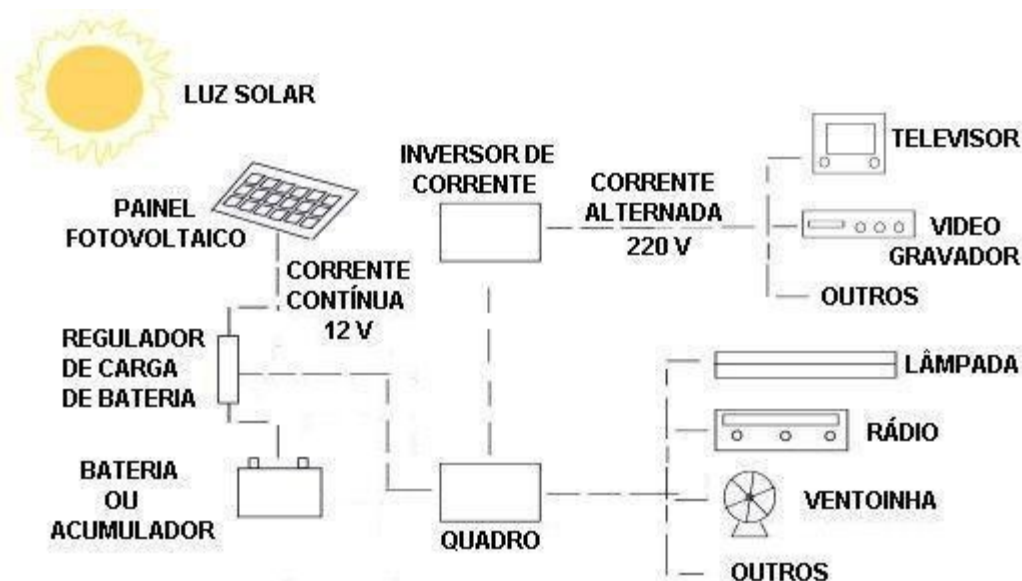 LUZ SOLAR
PAINEL
FOTOVOLTAICO
CORRENTE
CONTÍNUA
12 V
REGULADOR
DE CARGA
DE BATERIA
BATERIA
OU
ACUMULADOR
INVERSOR DE
CORRENTE
CORRENTE
ALTERNADA
220 V
TELEVISOR
VIDEO
GRAVADOR
OUTROS
QUADRO
LÂMPADA
RÁDIO
VENTOINHA
OUTROS